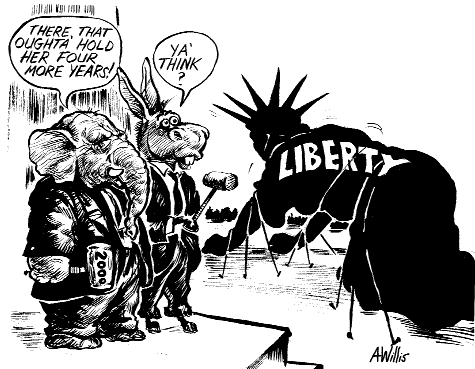 THERE, THAT
OUGHTA' HOLD
HER FOUR
MORE YEARS!
YA'
THINK
?
LIBERTY
2000
AWillis